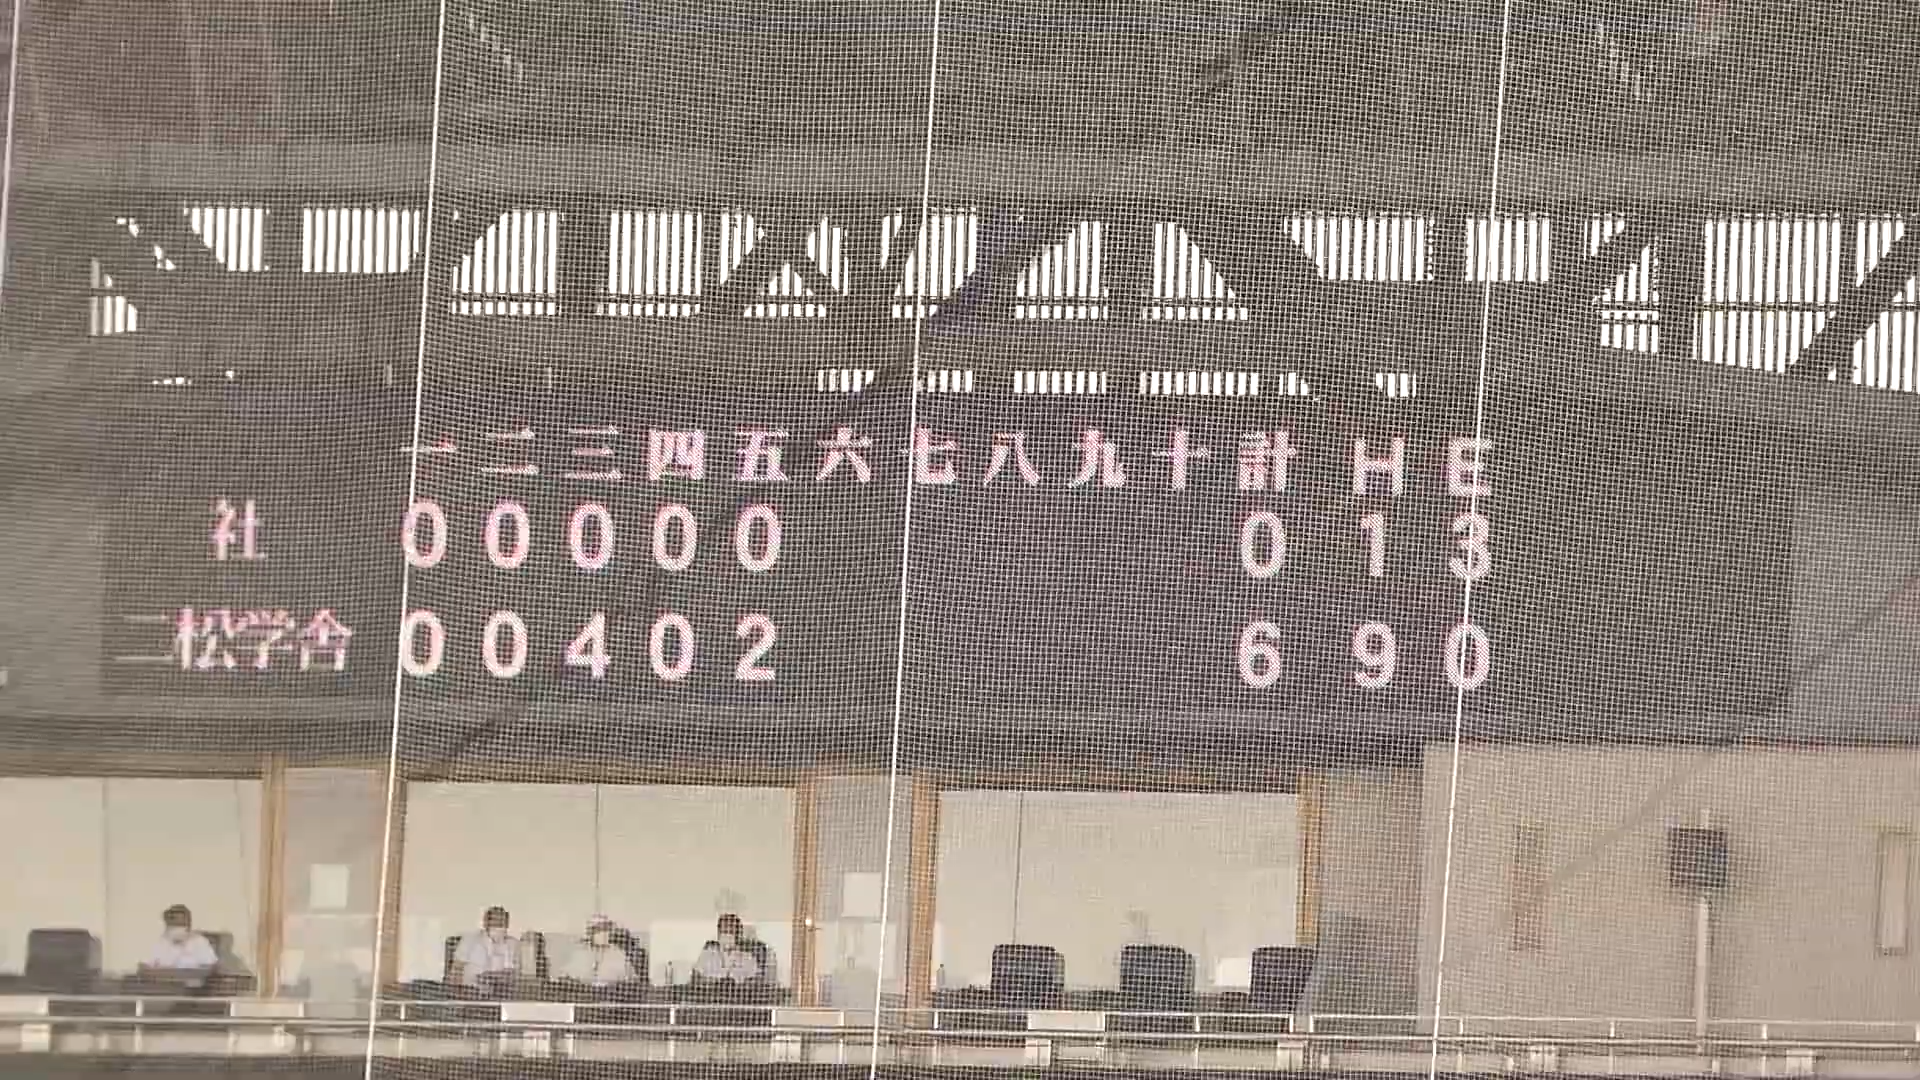 一 二 三 四 五 六 七 八 九 十 計 H E
社 0 0 0 0 0 0 1 3
二松学舎 0 0 4 0 2 6 9 0